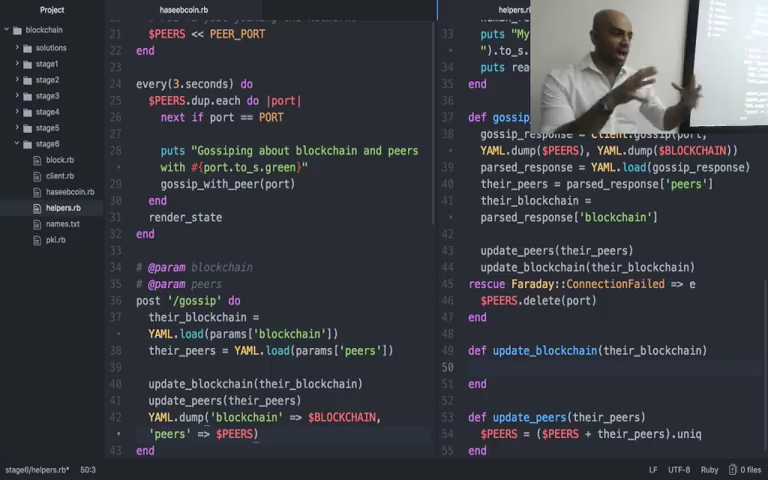 Project
blockchain
solutions
stage1
stage2
stage3
stage4
stage5
stage6
block.rb
client.rb
haseebcoin.rb
helpers.rb
names.txt
pki.rb
haseebcoin.rb
21 $PEERS << PEER_PORT
22 end
23
24 every(3.seconds) do
25 $PEERS.dup.each do |port|
26 next if port == PORT
27
28 puts "Gossiping about blockchain and peers
• with #{port.to_s.green}"
29 gossip_with_peer(port)
30 end
31 render_state
32 end
33
34 # @param blockchain
35 # @param peers
36 post '/gossip' do
37 their_blockchain =
• YAML.load(params['blockchain'])
38 their_peers = YAML.load(params['peers'])
39
40 update_blockchain(their_blockchain)
41 update_peers(their_peers)
42 YAML.dump('blockchain' => $BLOCKCHAIN,
• 'peers' => $PEERS)
43 end
helpers.rb
33 puts "My
• ").to_s.
34 puts rea
35 end
36
37 def gossip
38 gossip_response = Client.gossip(port,
• YAML.dump($PEERS), YAML.dump($BLOCKCHAIN))
39 parsed_response = YAML.load(gossip_response)
40 their_peers = parsed_response['peers']
41 their_blockchain =
• parsed_response['blockchain']
42
43 update_peers(their_peers)
44 update_blockchain(their_blockchain)
45 rescue Faraday::ConnectionFailed => e
46 $PEERS.delete(port)
47 end
48
49 def update_blockchain(their_blockchain)
50
51 end
52
53 def update_peers(their_peers)
54 $PEERS = ($PEERS + their_peers).uniq
55 end
stage6/helpers.rb* 50:3
LF UTF-8 Ruby 0 files